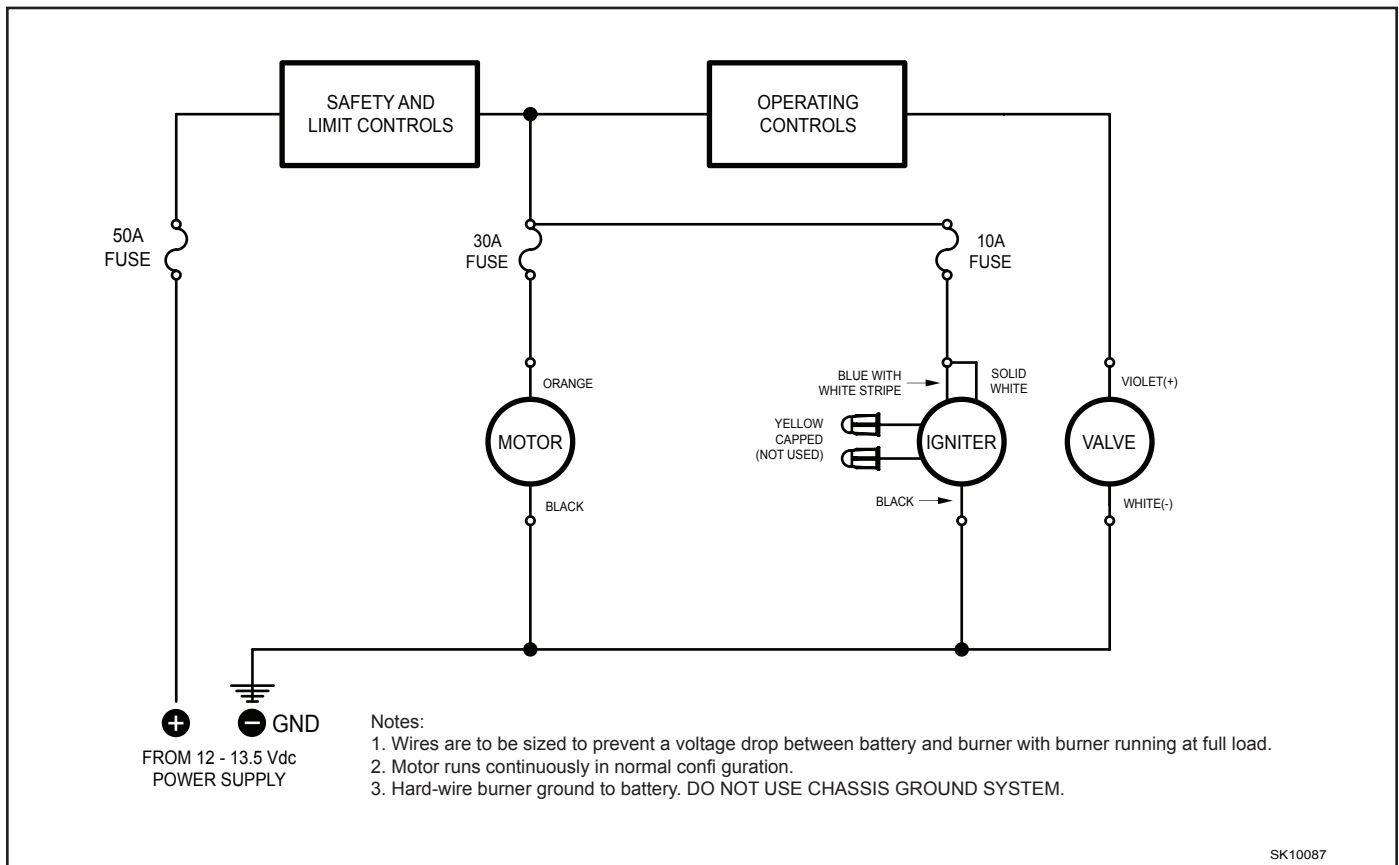 SAFETY AND
LIMIT CONTROLS
OPERATING
CONTROLS
50A
FUSE
30A
FUSE
10A
FUSE
ORANGE
BLUE WITH
WHITE STRIPE
SOLID
WHITE
VIOLET(+)
YELLOW
CAPPED
(NOT USED)
MOTOR
IGNITER
VALVE
BLACK
BLACK
WHITE(-)
+
- GND
FROM 12 - 13.5 Vdc
POWER SUPPLY
Notes:
1. Wires are to be sized to prevent a voltage drop between battery and burner with burner running at full load.
2. Motor runs continuously in normal confi guration.
3. Hard-wire burner ground to battery. DO NOT USE CHASSIS GROUND SYSTEM.
SK10087